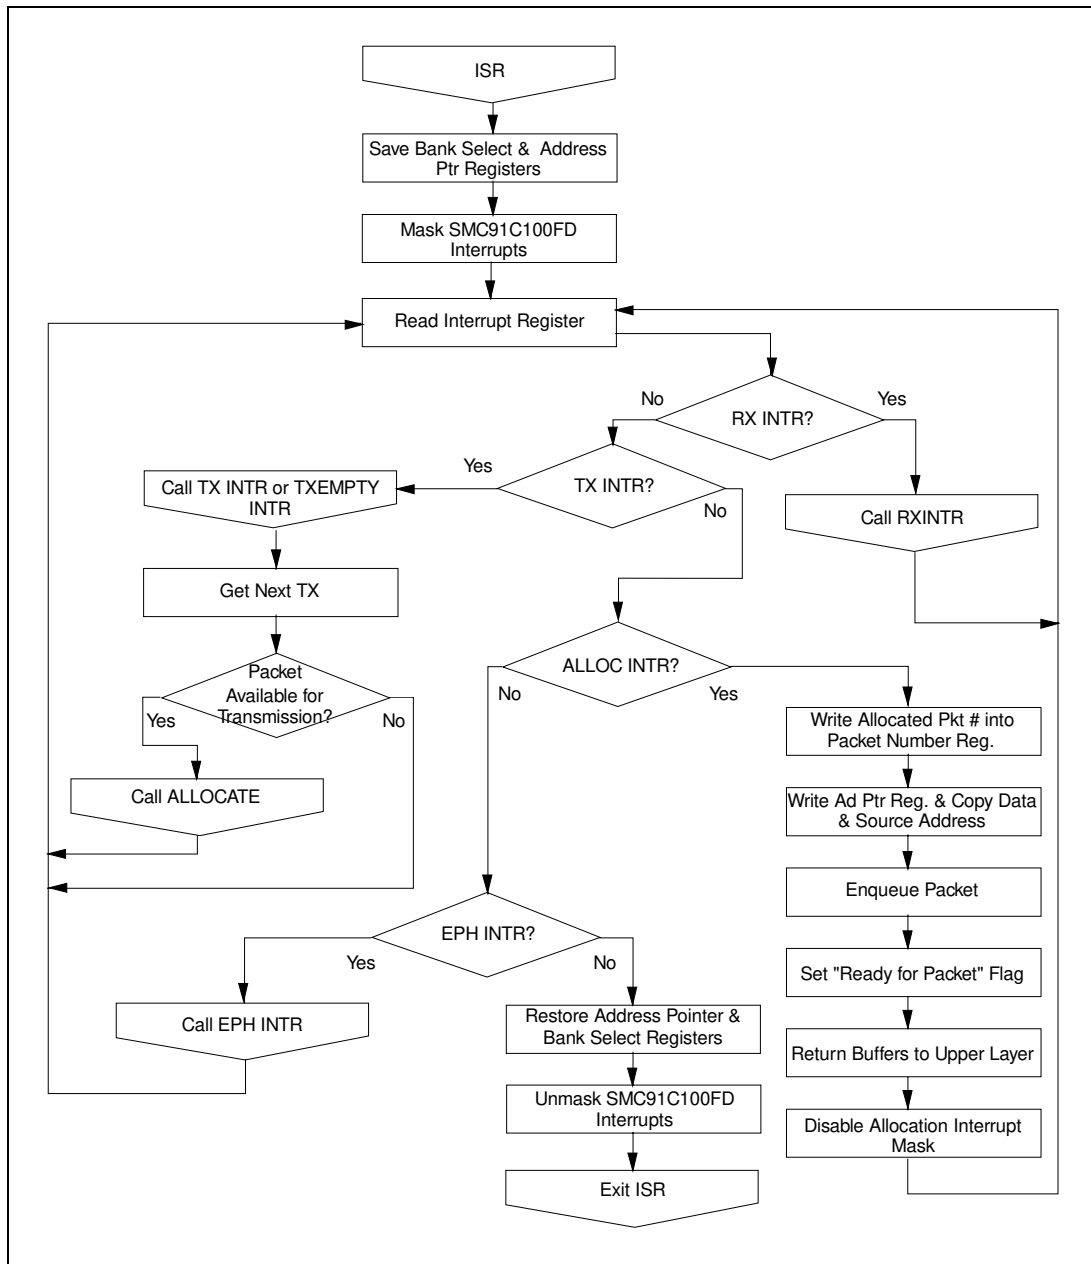 ISR
Save Bank Select & Address
Ptr Registers
Mask SMC91C100FD
Interrupts
Read Interrupt Register
RX INTR?
No
Yes
TX INTR?
Yes
No
Call TX INTR or TXEMPTY
INTR
Call RXINTR
Get Next TX
ALLOC INTR?
No
Yes
Packet
Available for
Transmission?
Yes
No
Write Allocated Pkt # into
Packet Number Reg.
Call ALLOCATE
Write Ad Ptr Reg. & Copy Data
& Source Address
Enqueue Packet
EPH INTR?
Yes
No
Set "Ready for Packet" Flag
Call EPH INTR
Restore Address Pointer &
Bank Select Registers
Return Buffers to Upper Layer
Unmask SMC91C100FD
Interrupts
Disable Allocation Interrupt
Mask
Exit ISR